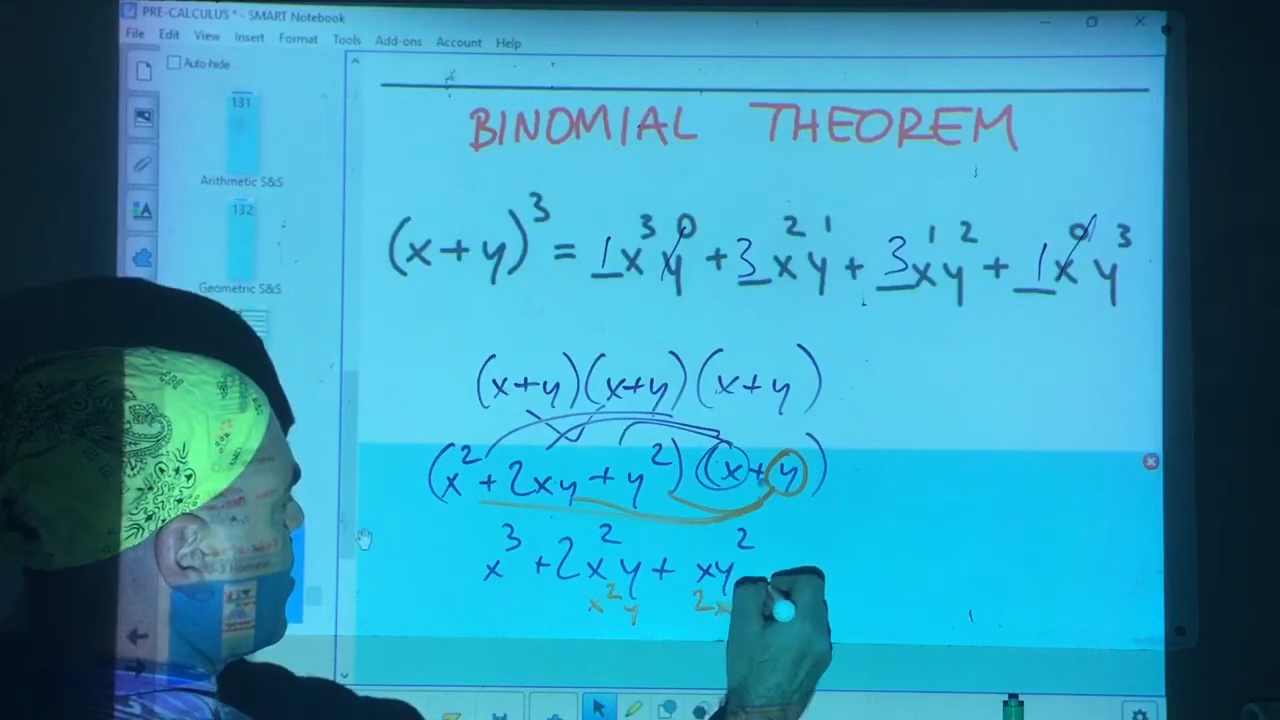 PRE-CALCULUS * - SMART Notebook
File Edit View Insert Format Tools Add-ons Account Help
Auto-hide
131
Arithmetic S&S
132
Geometric S&S
BINOMIAL THEOREM
(x+y)³ = 1x³y⁰ + 3x²y¹ + 3x¹y² + 1x⁰y³
(x+y)(x+y)(x+y)
(x²+2xy+y²)(x+y)
x³+2x²y+xy²
x²y 2x